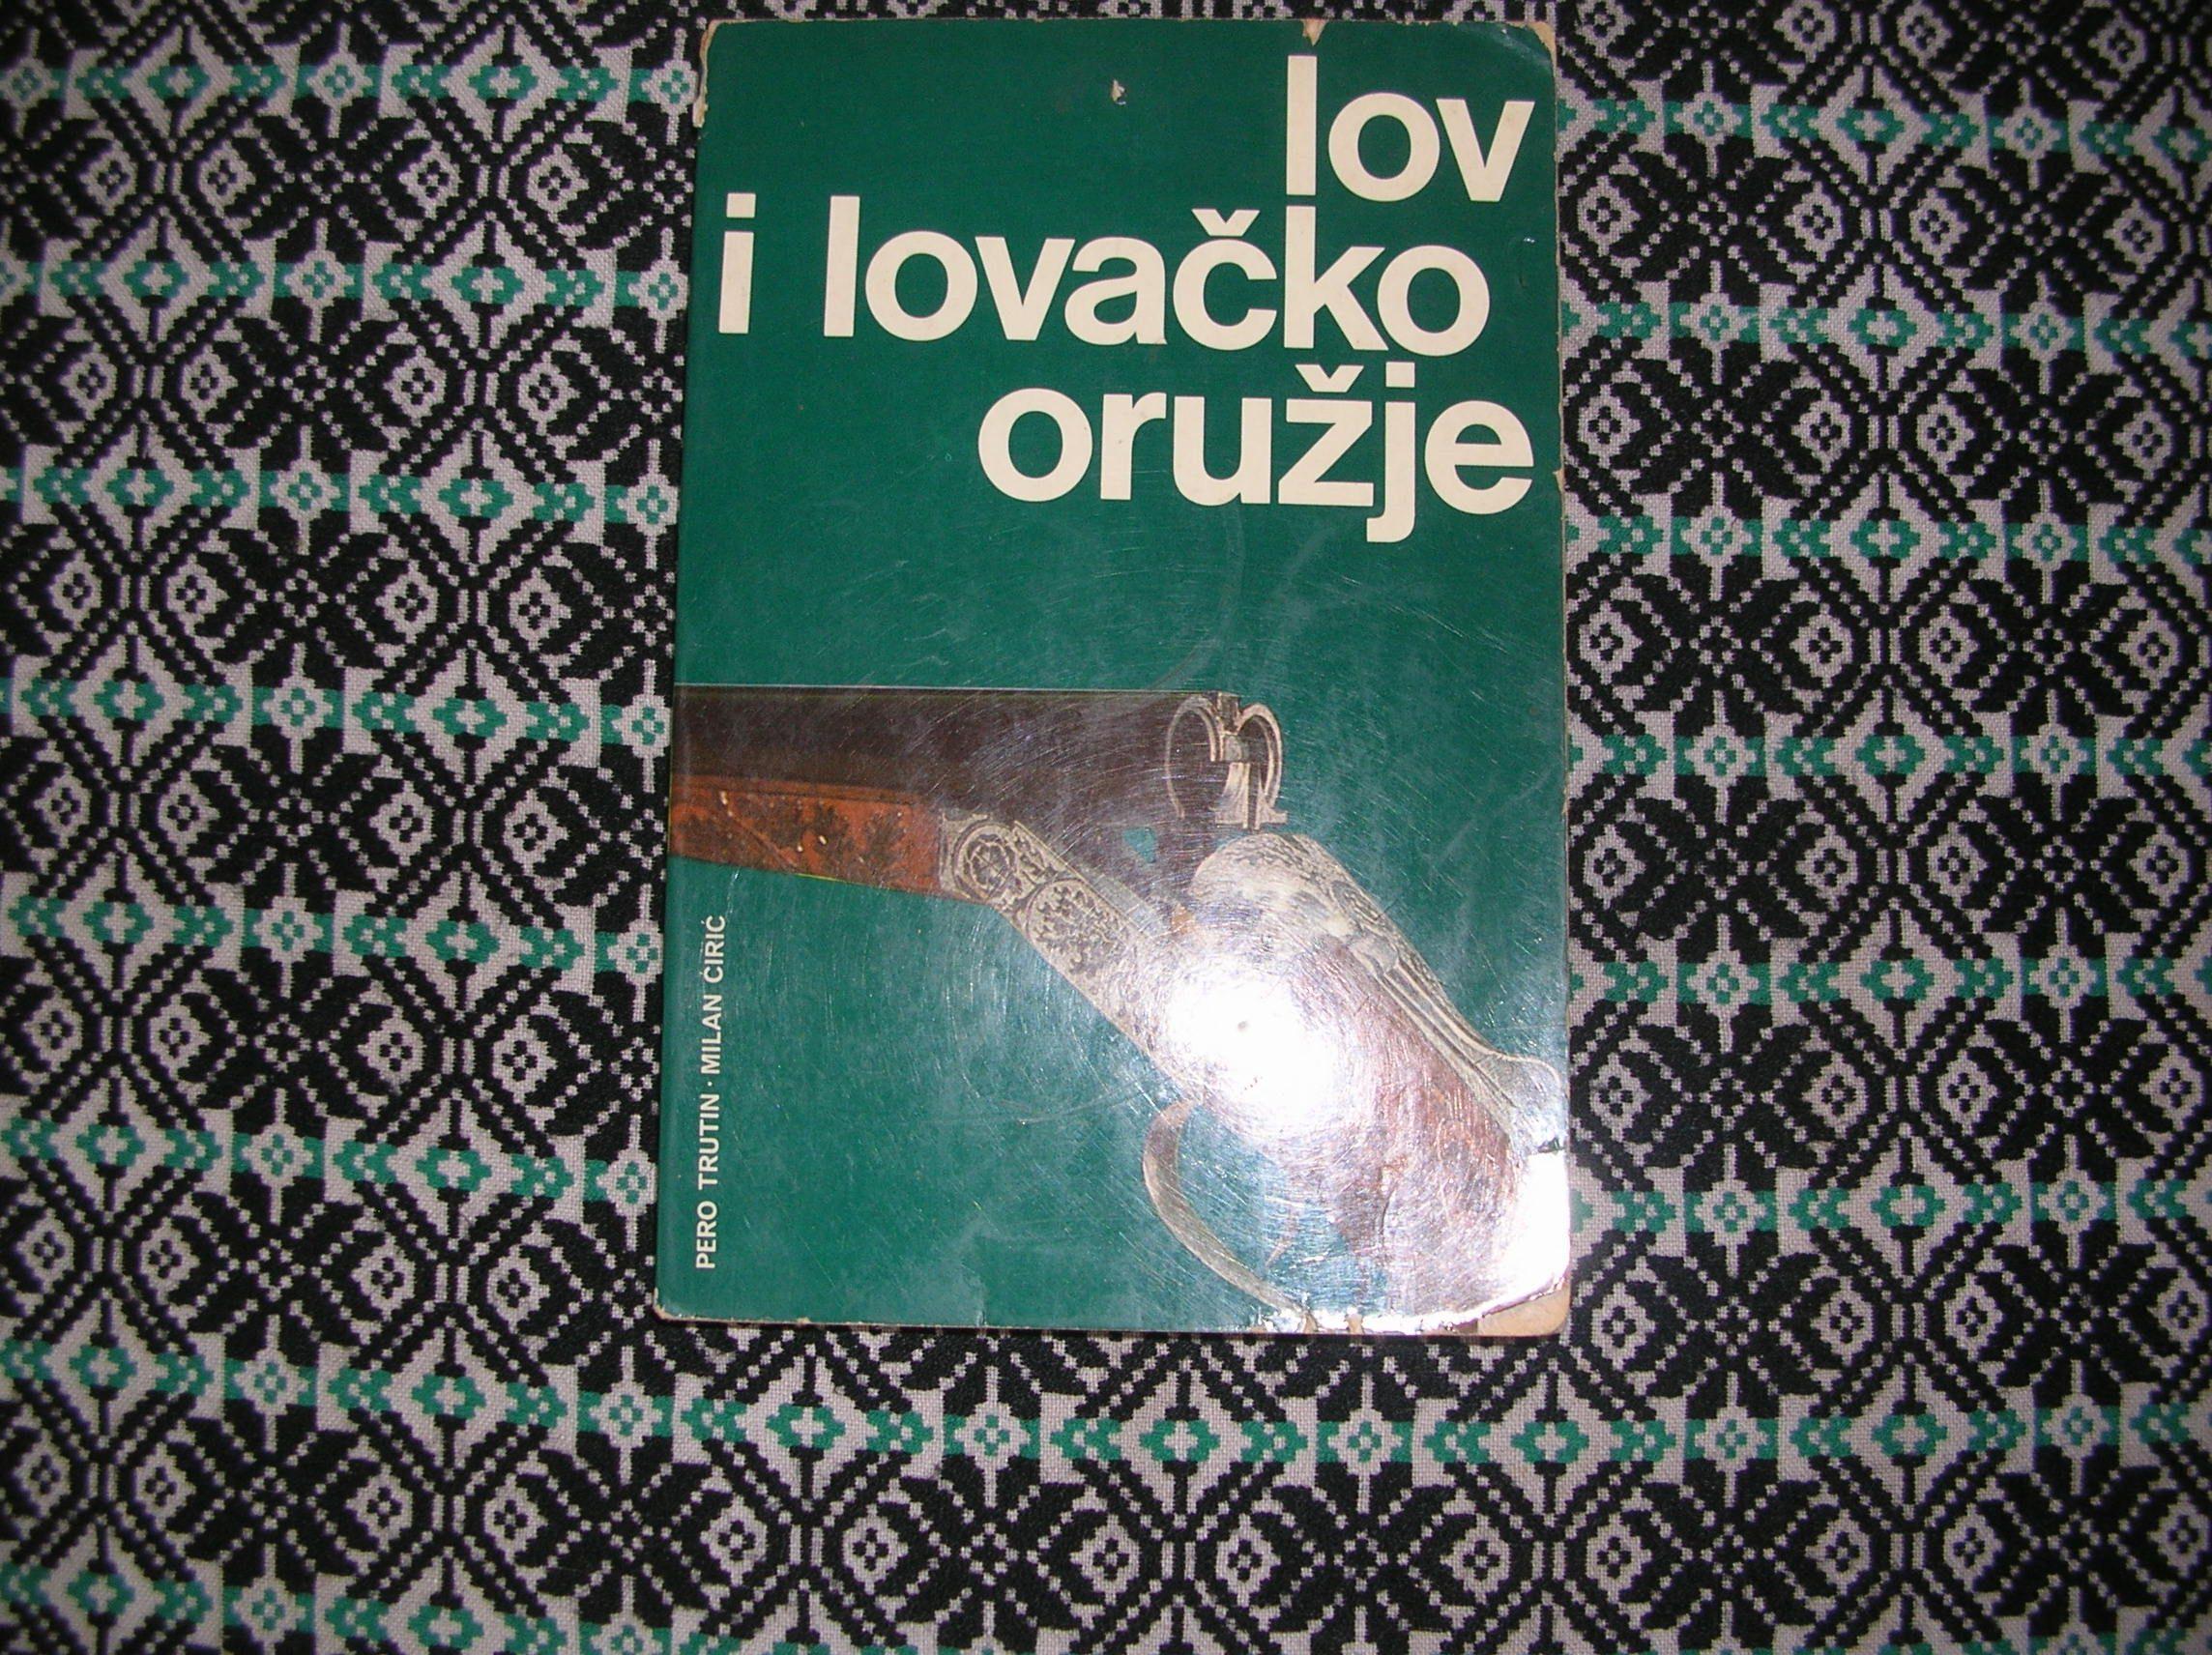 lov
i lovačko
oružje
PERO TRUTIN · MILAN ĆIRIĆ